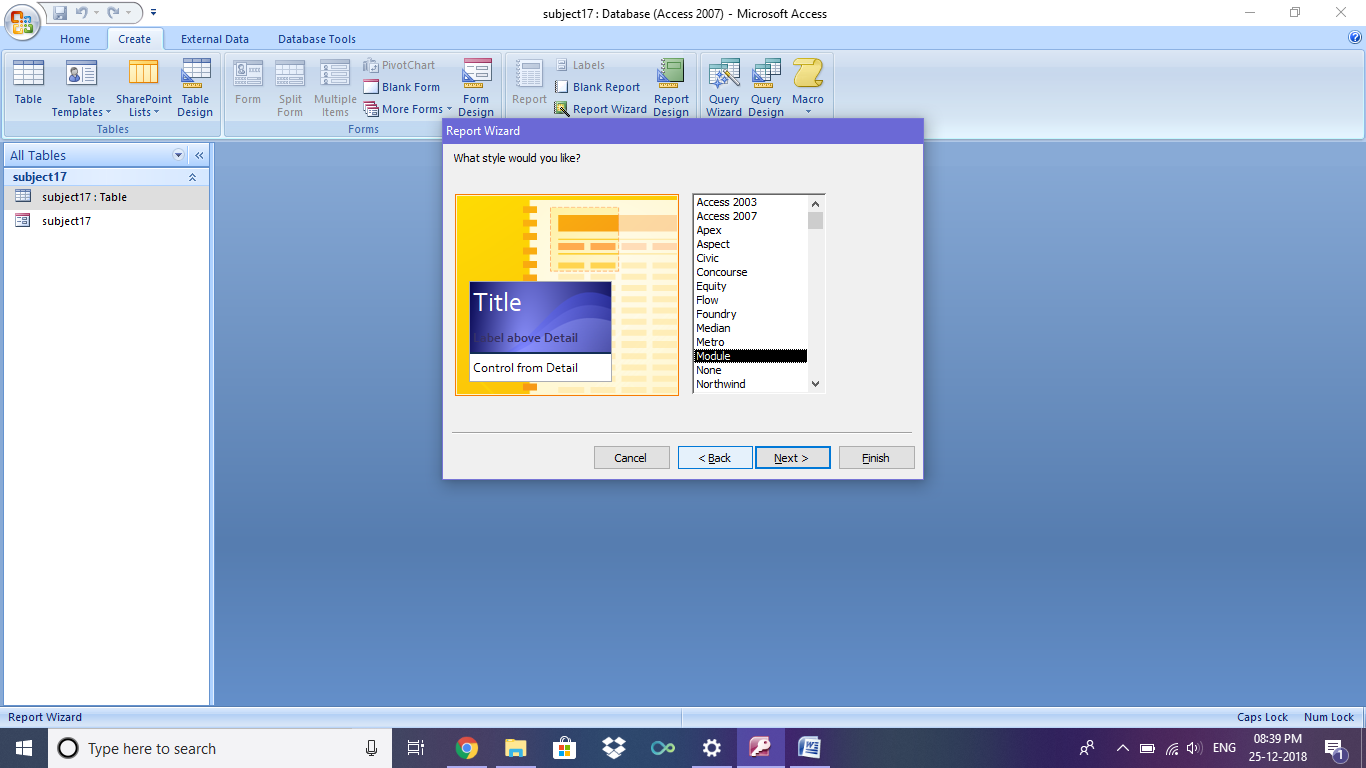 subject17 : Database (Access 2007) - Microsoft Access
Home Create External Data Database Tools
Table
Table Templates
SharePoint Lists
Table Design
Tables
Form
Split Form
Multiple Items
PivotChart
Blank Form
More Forms
Form Design
Forms
Report
Labels
Blank Report
Report Wizard
Report Design
Query Wizard
Query Design
Macro
All Tables
subject17
subject17 : Table
subject17
Report Wizard
What style would you like?
Title
Label above Detail
Control from Detail
Access 2003
Access 2007
Apex
Aspect
Civic
Concourse
Equity
Flow
Foundry
Median
Metro
Module
None
Northwind
Cancel < Back Next > Finish
Report Wizard
Caps Lock Num Lock
Type here to search
ENG
08:39 PM
25-12-2018
1